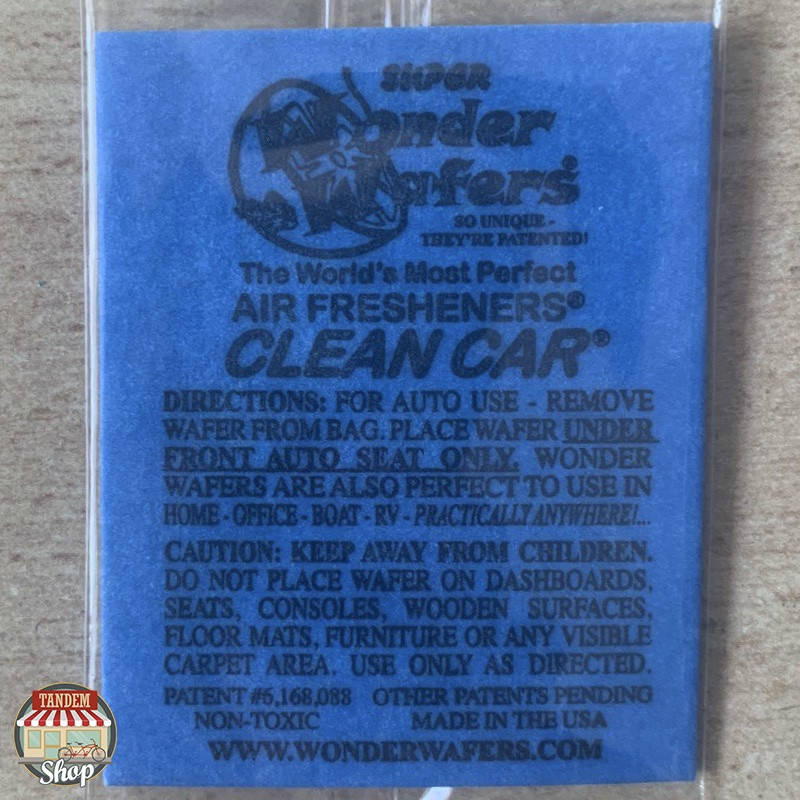 SUPER
Wonder
Wafers®
SO UNIQUE -
THEY'RE PATENTED!
The World's Most Perfect
AIR FRESHENERS®
CLEAN CAR®
DIRECTIONS: FOR AUTO USE - REMOVE
WAFER FROM BAG. PLACE WAFER UNDER
FRONT AUTO SEAT ONLY. WONDER
WAFERS ARE ALSO PERFECT TO USE IN
HOME - OFFICE - BOAT - RV - PRACTICALLY ANYWHERE!...
CAUTION: KEEP AWAY FROM CHILDREN.
DO NOT PLACE WAFER ON DASHBOARDS,
SEATS, CONSOLES, WOODEN SURFACES,
FLOOR MATS, FURNITURE OR ANY VISIBLE
CARPET AREA. USE ONLY AS DIRECTED.
PATENT #6,168,088 OTHER PATENTS PENDING
NON-TOXIC MADE IN THE USA
WWW.WONDERWAFERS.COM
TANDEM
Shop